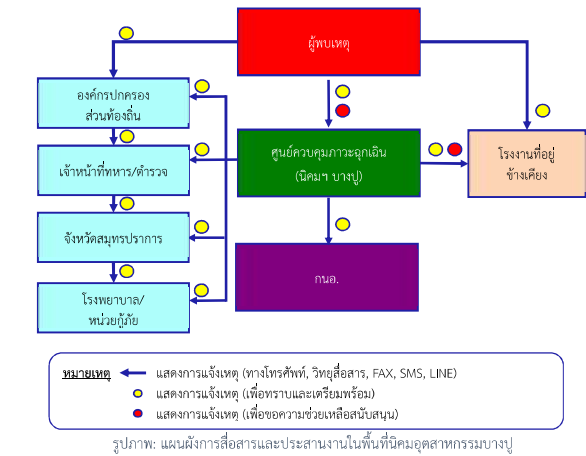 ผู้พบเหตุ
องค์กรปกครอง
ส่วนท้องถิ่น
ศูนย์ควบคุมภาวะฉุกเฉิน
(นิคมฯ บางปู)
โรงงานที่อยู่
ข้างเคียง
เจ้าหน้าที่ทหาร/ตำรวจ
จังหวัดสมุทรปราการ
กนอ.
โรงพยาบาล/
หน่วยกู้ภัย
หมายเหตุ แสดงการแจ้งเหตุ (ทางโทรศัพท์, วิทยุสื่อสาร, FAX, SMS, LINE)
แสดงการแจ้งเหตุ (เพื่อทราบและเตรียมพร้อม)
แสดงการแจ้งเหตุ (เพื่อขอความช่วยเหลือสนับสนุน)
รูปภาพ: แผนผังการสื่อสารและประสานงานในพื้นที่นิคมอุตสาหกรรมบางปู